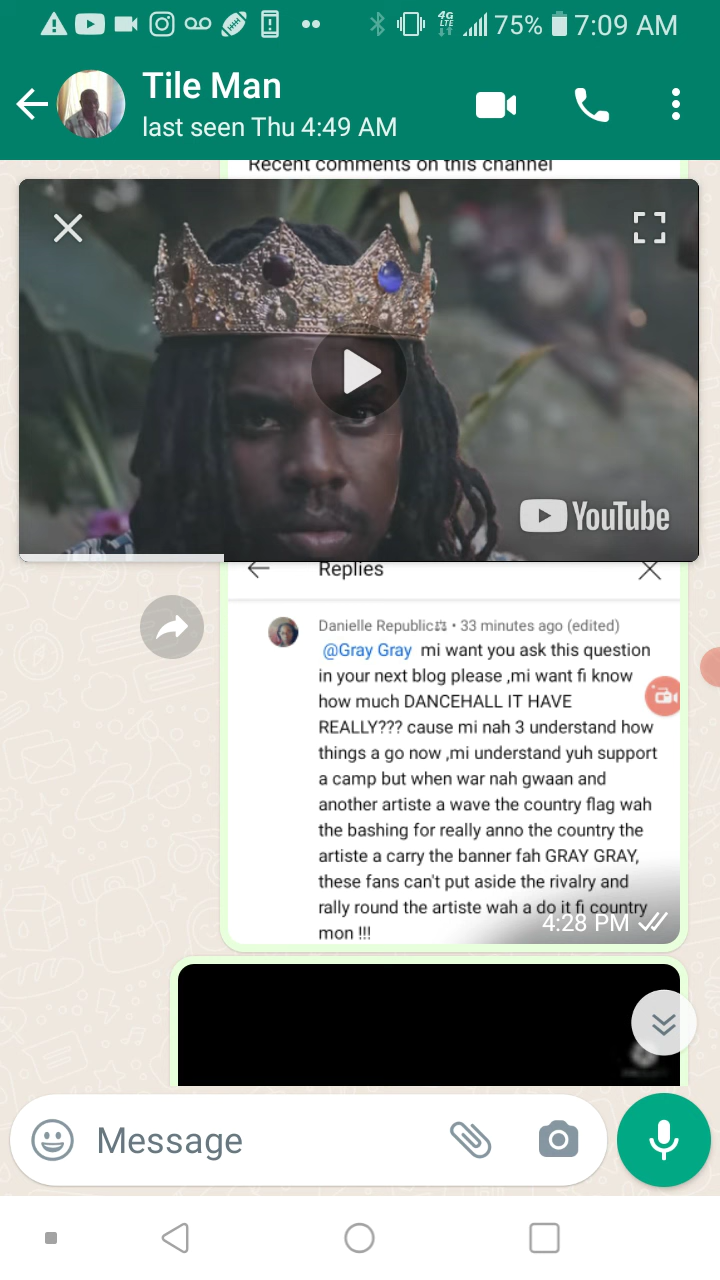 4G
LTE
75%
7:09 AM
Tile Man
last seen Thu 4:49 AM
Recent comments on this channel
YouTube
Replies
Danielle Republic⚖ • 33 minutes ago (edited)
@Gray Gray mi want you ask this question
in your next blog please ,mi want fi know
how much DANCEHALL IT HAVE
REALLY??? cause mi nah 3 understand how
things a go now ,mi understand yuh support
a camp but when war nah gwaan and
another artiste a wave the country flag wah
the bashing for really anno the country the
artiste a carry the banner fah GRAY GRAY,
these fans can't put aside the rivalry and
rally round the artiste wah a do it fi country
mon !!!
4:28 PM
Message